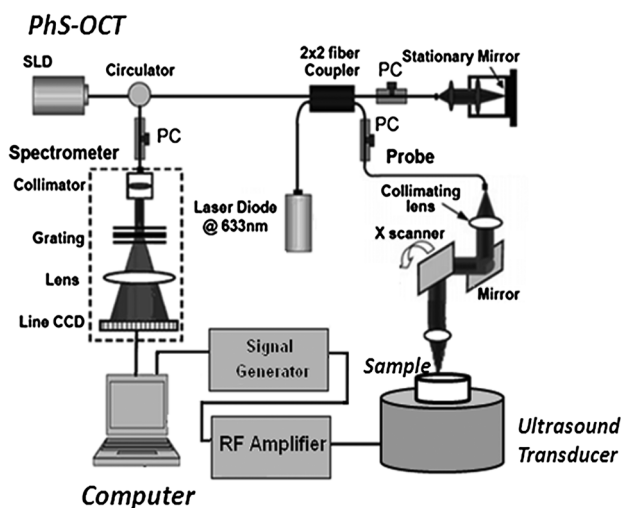 PhS-OCT
SLD
Circulator
2x2 fiber
Coupler
PC
Stationary Mirror
PC
PC
Spectrometer
Probe
Collimator
Laser Diode
@ 633nm
Collimating
lens
Grating
X scanner
Lens
Mirror
Line CCD
Signal
Generator
Sample
RF Amplifier
Ultrasound
Transducer
Computer